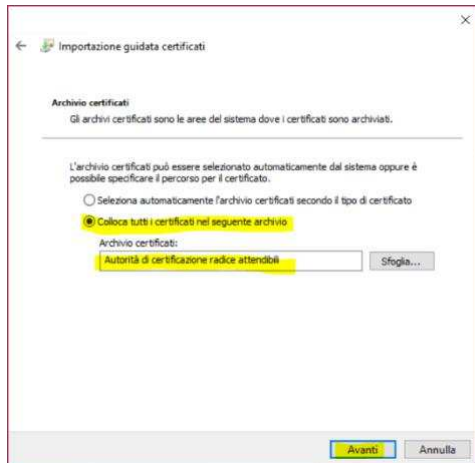 Importazione guidata certificati
Archivio certificati
Gli archivi certificati sono le aree del sistema dove i certificati sono archiviati.
L'archivio certificati può essere selezionato automaticamente dal sistema oppure è
possibile specificare il percorso per il certificato.
Seleziona automaticamente l'archivio certificati secondo il tipo di certificato
Colloca tutti i certificati nel seguente archivio
Archivio certificati:
Autorità di certificazione radice attendibili
Sfoglia...
Avanti
Annulla